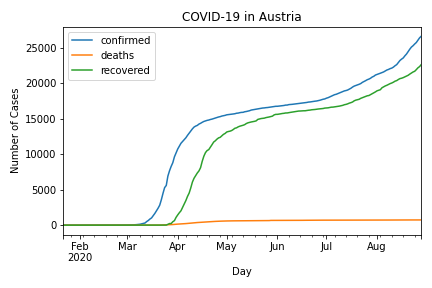 COVID-19 in Austria
confirmed
deaths
recovered
Number of Cases
25000
20000
15000
10000
5000
0
Feb
2020
Mar
Apr
May
Jun
Jul
Aug
Day